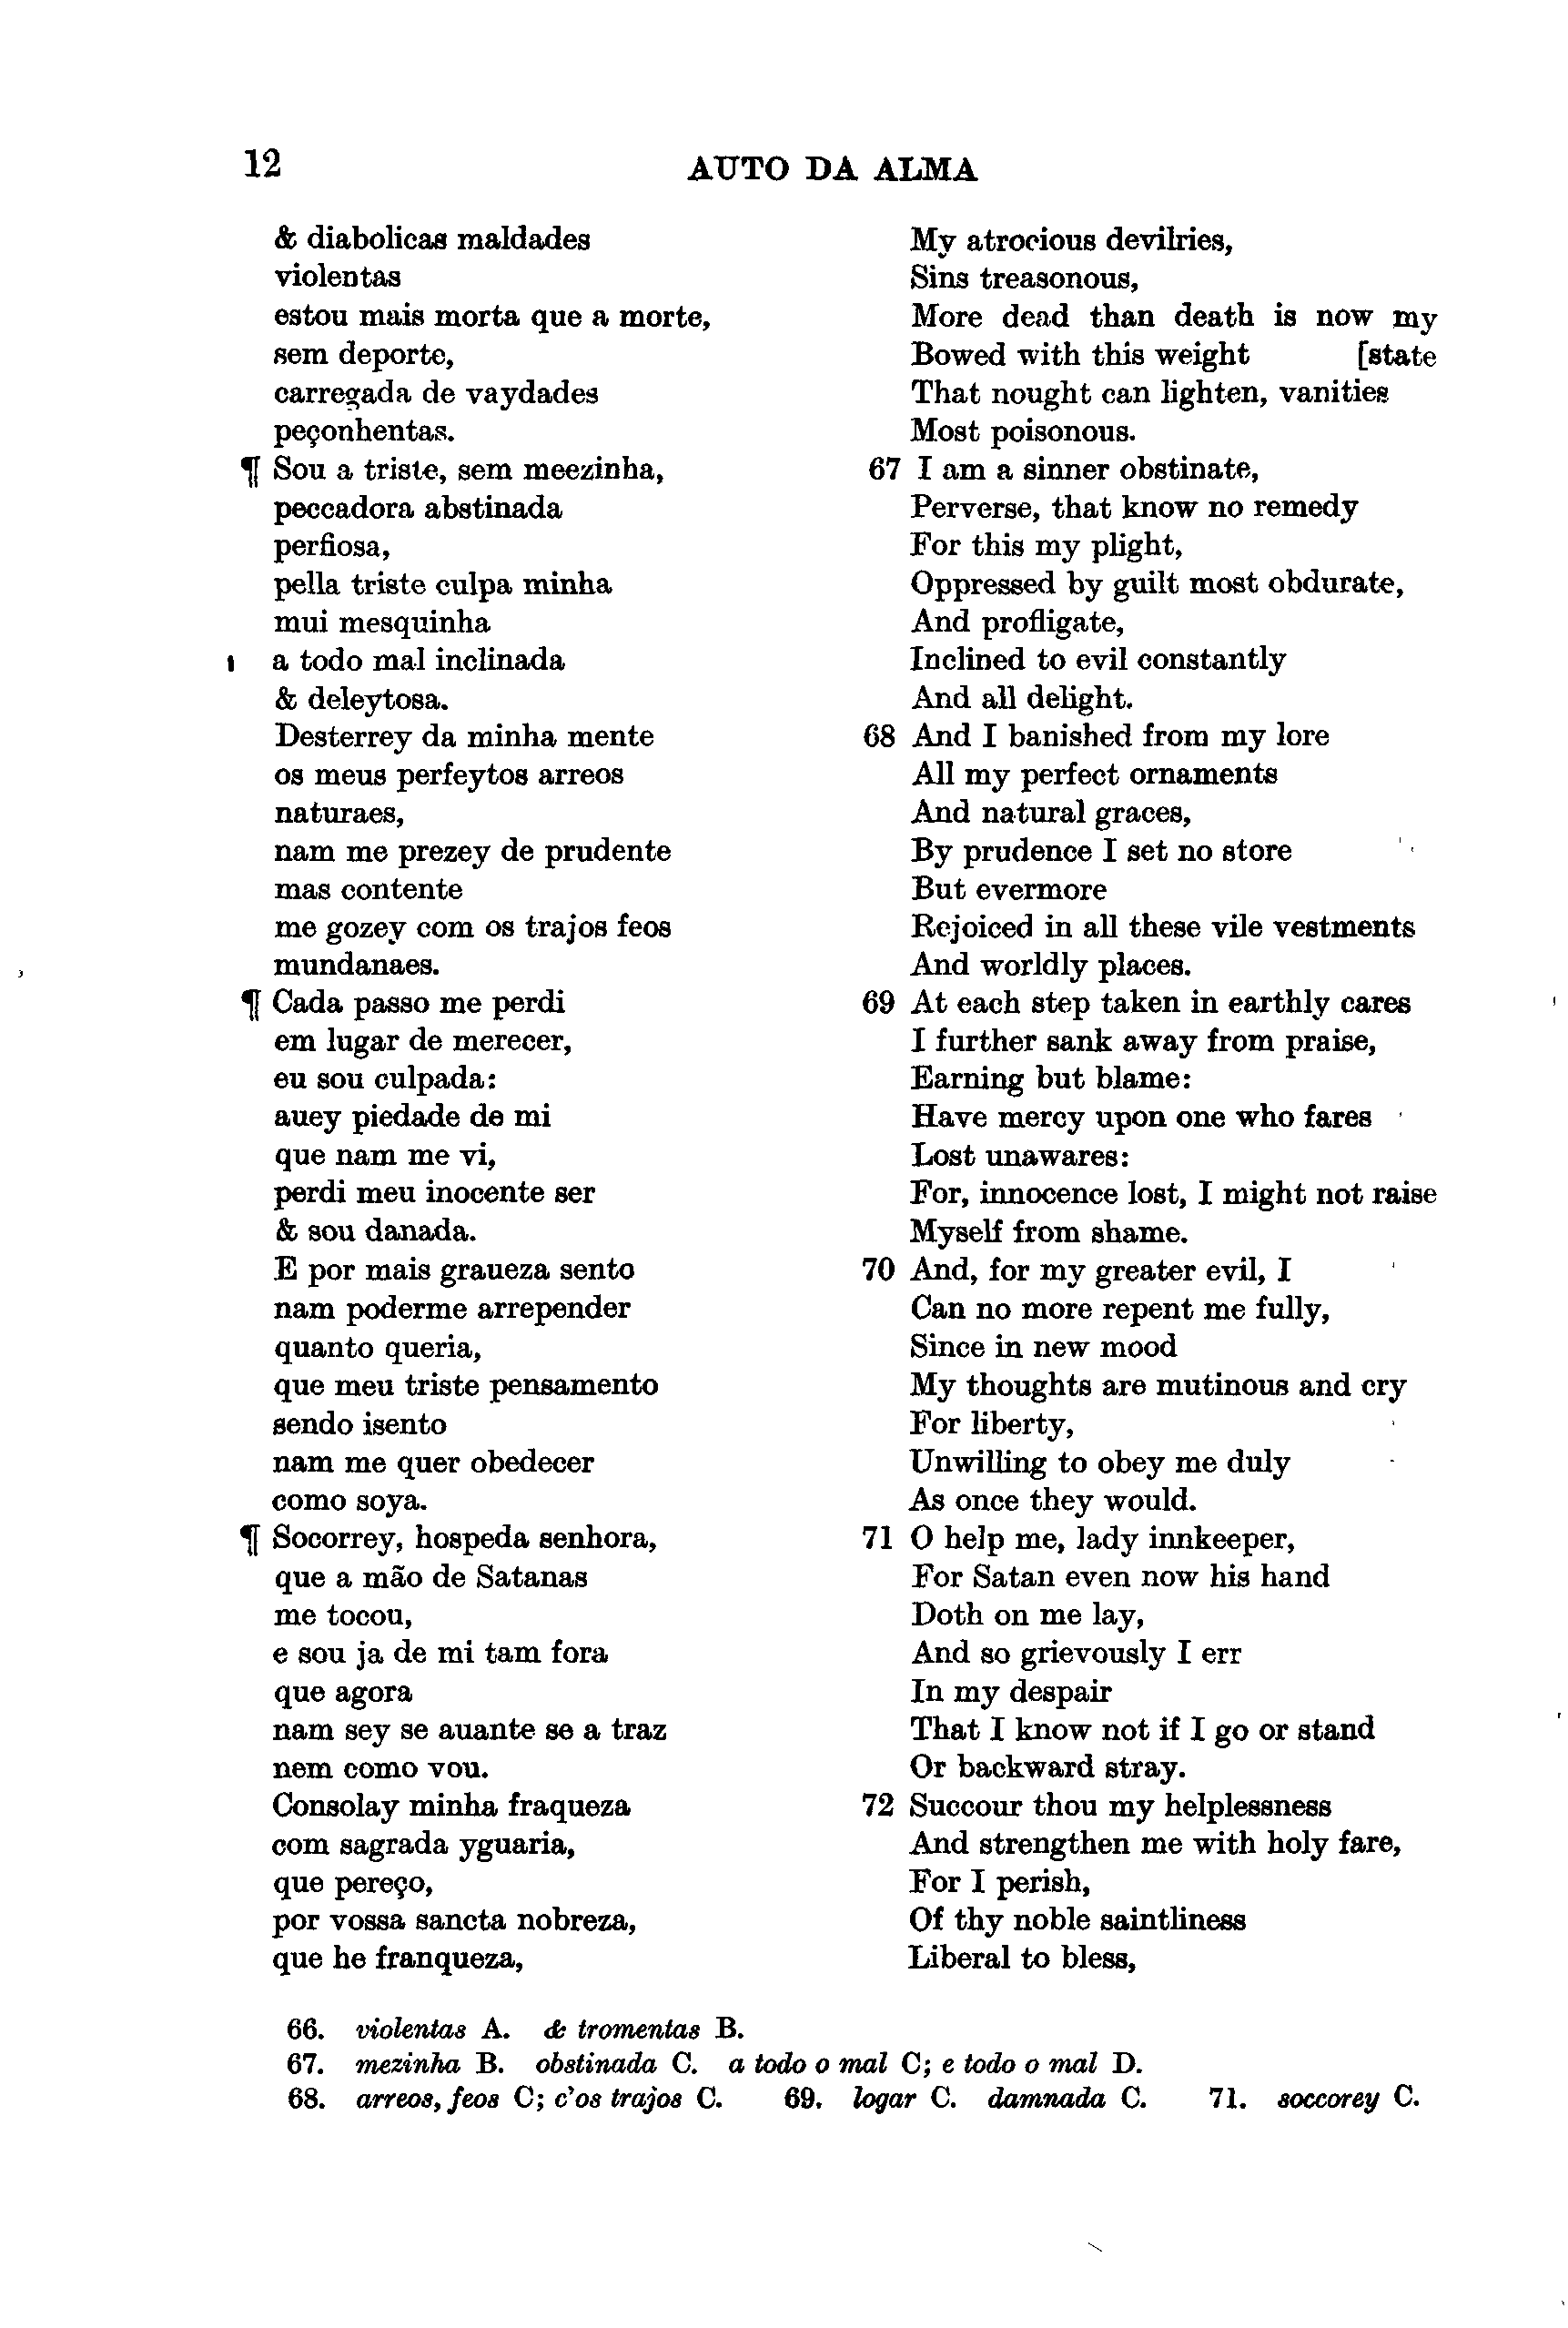 12
AUTO DA ALMA
& diabolicas maldades
violentas
estou mais morta que a morte,
sem deporte,
carregada de vaydades
peçonhentas.
¶ Sou a triste, sem meezinha,
peccadora abstinada
perfiosa,
pella triste culpa minha
mui mesquinha
a todo mal inclinada
& deleytosa.
Desterrey da minha mente
os meus perfeytos arreos
naturaes,
nam me prezey de prudente
mas contente
me gozey com os trajos feos
mundanaes.
¶ Cada passo me perdi
em lugar de merecer,
eu sou culpada:
auey piedade de mi
que nam me vi,
perdi meu inocente ser
& sou danada.
E por mais graueza sento
nam poderme arrepender
quanto queria,
que meu triste pensamento
sendo isento
nam me quer obedecer
como soya.
¶ Socorrey, hospeda senhora,
que a mão de Satanas
me tocou,
e sou ja de mi tam fora
que agora
nam sey se auante se a traz
nem como vou.
Consolay minha fraqueza
com sagrada yguaria,
que pereço,
por vossa sancta nobreza,
que he franqueza,
My atrocious devilries,
Sins treasonous,
More dead than death is now my
Bowed with this weight [state
That nought can lighten, vanities
Most poisonous.
67 I am a sinner obstinate,
Perverse, that know no remedy
For this my plight,
Oppressed by guilt most obdurate,
And profligate,
Inclined to evil constantly
And all delight.
68 And I banished from my lore
All my perfect ornaments
And natural graces,
By prudence I set no store
But evermore
Rejoiced in all these vile vestments
And worldly places.
69 At each step taken in earthly cares
I further sank away from praise,
Earning but blame:
Have mercy upon one who fares
Lost unawares:
For, innocence lost, I might not raise
Myself from shame.
70 And, for my greater evil, I
Can no more repent me fully,
Since in new mood
My thoughts are mutinous and cry
For liberty,
Unwilling to obey me duly
As once they would.
71 O help me, lady innkeeper,
For Satan even now his hand
Doth on me lay,
And so grievously I err
In my despair
That I know not if I go or stand
Or backward stray.
72 Succour thou my helplessness
And strengthen me with holy fare,
For I perish,
Of thy noble saintliness
Liberal to bless,
66. violentas A. & tromentas B.
67. mezinha B. obstinada C. a todo o mal C; e todo o mal D.
68. arreos, feos C; c'os trajos C. 69. logar C. damnada C. 71. soccorey C.